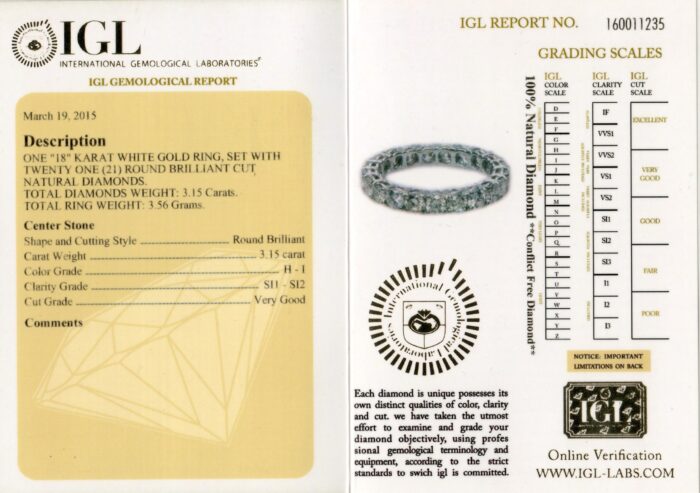 IGL
INTERNATIONAL GEMOLOGICAL LABORATORIES
IGL GEMOLOGICAL REPORT
March 19, 2015
Description
ONE "18" KARAT WHITE GOLD RING, SET WITH
TWENTY ONE (21) ROUND BRILLIANT CUT
NATURAL DIAMONDS.
TOTAL DIAMONDS WEIGHT: 3.15 Carats.
TOTAL RING WEIGHT: 3.56 Grams.
Center Stone
Shape and Cutting Style Round Brilliant
Carat Weight 3.15 carat
Color Grade H - I
Clarity Grade SI1 - SI2
Cut Grade Very Good
Comments
IGL REPORT NO. 160011235
GRADING SCALES
100% Natural Diamond **Conflict Free Diamond**
IGL
COLOR
SCALE
D
E
F
G
H
I
J
K
L
M
N
O
P
Q
R
S
T
U
V
W
X
Y
Z
IGL
CLARITY
SCALE
IF
VVS1
VVS2
VS1
VS2
SI1
SI2
SI3
I1
I2
I3
IGL
CUT
SCALE
EXCELLENT
VERY
GOOD
GOOD
FAIR
POOR
International Gemological Laboratories
NOTICE: IMPORTANT
LIMITATIONS ON BACK
Each diamond is unique possesses its
own distinct qualities of color, clarity
and cut. we have taken the utmost
effort to examine and grade your
diamond objectively, using profes
sional gemological terminology and
equipment, according to the strict
standards to swich igl is committed.
IGL
Online Verification
WWW.IGL-LABS.COM